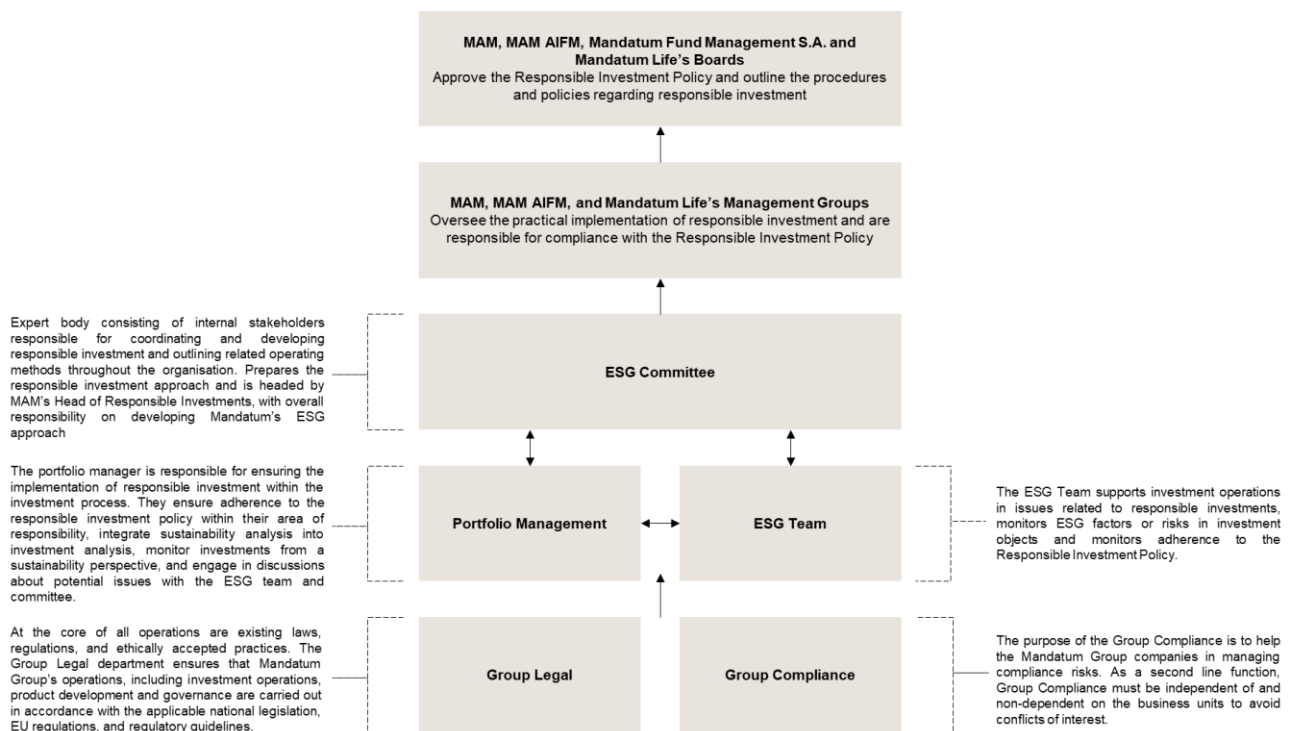 MAM, MAM AIFM, Mandatum Fund Management S.A. and
Mandatum Life's Boards
Approve the Responsible Investment Policy and outline the procedures
and policies regarding responsible investment
MAM, MAM AIFM, and Mandatum Life's Management Groups
Oversee the practical implementation of responsible investment and are
responsible for compliance with the Responsible Investment Policy
Expert body consisting of internal stakeholders
responsible for coordinating and developing
responsible investment and outlining related operating
methods throughout the organisation. Prepares the
responsible investment approach and is headed by
MAM's Head of Responsible Investments, with overall
responsibility on developing Mandatum's ESG
approach
ESG Committee
The portfolio manager is responsible for ensuring the
implementation of responsible investment within the
investment process. They ensure adherence to the
responsible investment policy within their area of
responsibility, integrate sustainability analysis into
investment analysis, monitor investments from a
sustainability perspective, and engage in discussions
about potential issues with the ESG team and
committee.
Portfolio Management
ESG Team
The ESG Team supports investment operations
in issues related to responsible investments,
monitors ESG factors or risks in investment
objects and monitors adherence to the
Responsible Investment Policy.
At the core of all operations are existing laws,
regulations, and ethically accepted practices. The
Group Legal department ensures that Mandatum
Group's operations, including investment operations,
product development and governance are carried out
in accordance with the applicable national legislation,
EU regulations, and regulatory guidelines.
Group Legal
Group Compliance
The purpose of the Group Compliance is to help
the Mandatum Group companies in managing
compliance risks. As a second line function,
Group Compliance must be independent of and
non-dependent on the business units to avoid
conflicts of interest.